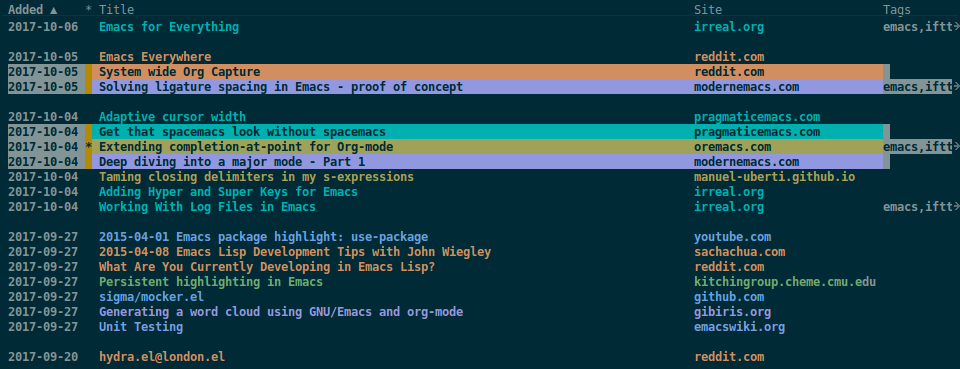 Added ▲ * Title Site Tags
2017-10-06 Emacs for Everything irreal.org emacs,iftt→
2017-10-05 Emacs Everywhere reddit.com
2017-10-05 System wide Org Capture reddit.com
2017-10-05 Solving ligature spacing in Emacs - proof of concept modernemacs.com emacs,iftt→
2017-10-04 Adaptive cursor width pragmaticemacs.com
2017-10-04 Get that spacemacs look without spacemacs pragmaticemacs.com
2017-10-04 * Extending completion-at-point for Org-mode oremacs.com emacs,iftt→
2017-10-04 Deep diving into a major mode - Part 1 modernemacs.com
2017-10-04 Taming closing delimiters in my s-expressions manuel-uberti.github.io
2017-10-04 Adding Hyper and Super Keys for Emacs irreal.org
2017-10-04 Working With Log Files in Emacs irreal.org emacs,iftt→
2017-09-27 2015-04-01 Emacs package highlight: use-package youtube.com
2017-09-27 2015-04-08 Emacs Lisp Development Tips with John Wiegley sachachua.com
2017-09-27 What Are You Currently Developing in Emacs Lisp? reddit.com
2017-09-27 Persistent highlighting in Emacs kitchingroup.cheme.cmu.edu
2017-09-27 sigma/mocker.el github.com
2017-09-27 Generating a word cloud using GNU/Emacs and org-mode gibiris.org
2017-09-27 Unit Testing emacswiki.org
2017-09-20 hydra.el@london.el reddit.com